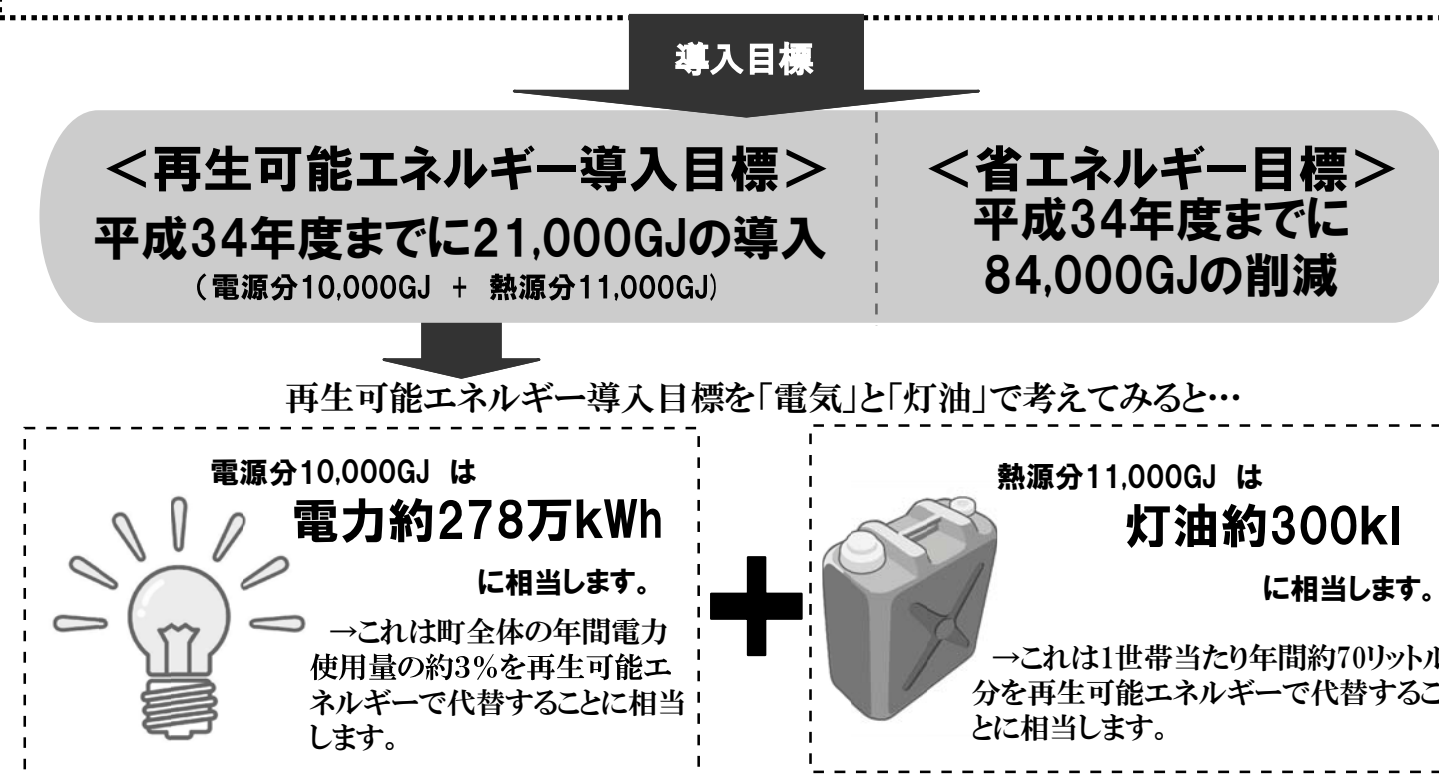 導入目標
＜再生可能エネルギー導入目標＞
平成34年度までに21,000GJの導入
（電源分10,000GJ + 熱源分11,000GJ）
＜省エネルギー目標＞
平成34年度までに
84,000GJの削減
再生可能エネルギー導入目標を「電気」と「灯油」で考えてみると…
電源分10,000GJ は
電力約278万kWh
に相当します。
→これは町全体の年間電力
使用量の約3％を再生可能エ
ネルギーで代替することに相当
します。
＋
熱源分11,000GJ は
灯油約300kl
に相当します。
→これは1世帯当たり年間約70リットル
分を再生可能エネルギーで代替するこ
とに相当します。